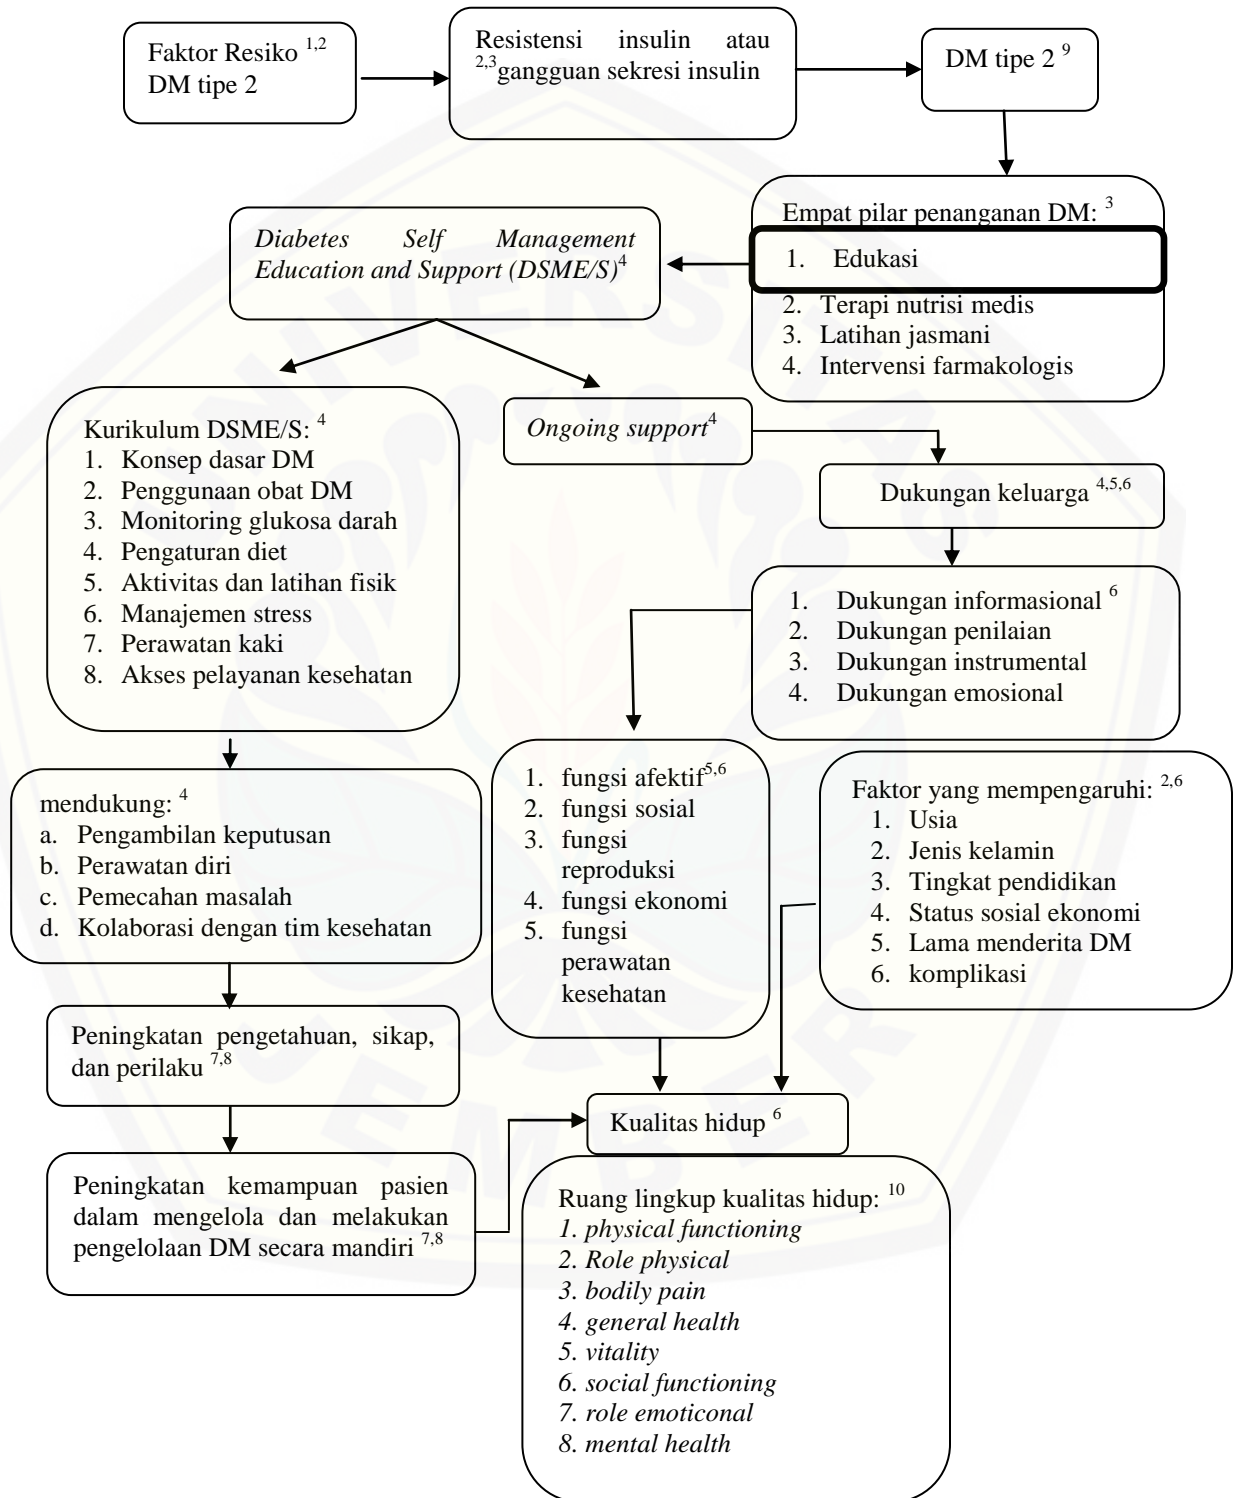 Faktor Resiko 1,2
DM tipe 2
Resistensi insulin atau
2,3gangguan sekresi insulin
DM tipe 2 9
Empat pilar penanganan DM: 3
1. Edukasi
2. Terapi nutrisi medis
3. Latihan jasmani
4. Intervensi farmakologis
Diabetes Self Management
Education and Support (DSME/S)4
Kurikulum DSME/S: 4
1. Konsep dasar DM
2. Penggunaan obat DM
3. Monitoring glukosa darah
4. Pengaturan diet
5. Aktivitas dan latihan fisik
6. Manajemen stress
7. Perawatan kaki
8. Akses pelayanan kesehatan
Ongoing support4
Dukungan keluarga 4,5,6
1. Dukungan informasional 6
2. Dukungan penilaian
3. Dukungan instrumental
4. Dukungan emosional
mendukung: 4
a. Pengambilan keputusan
b. Perawatan diri
c. Pemecahan masalah
d. Kolaborasi dengan tim kesehatan
1. fungsi afektif5,6
2. fungsi sosial
3. fungsi
reproduksi
4. fungsi ekonomi
5. fungsi
perawatan
kesehatan
Faktor yang mempengaruhi: 2,6
1. Usia
2. Jenis kelamin
3. Tingkat pendidikan
4. Status sosial ekonomi
5. Lama menderita DM
6. komplikasi
Peningkatan pengetahuan, sikap,
dan perilaku 7,8
Peningkatan kemampuan pasien
dalam mengelola dan melakukan
pengelolaan DM secara mandiri 7,8
Kualitas hidup 6
Ruang lingkup kualitas hidup: 10
1. physical functioning
2. Role physical
3. bodily pain
4. general health
5. vitality
6. social functioning
7. role emoticonal
8. mental health
UNIVERSITAS
JEMBER